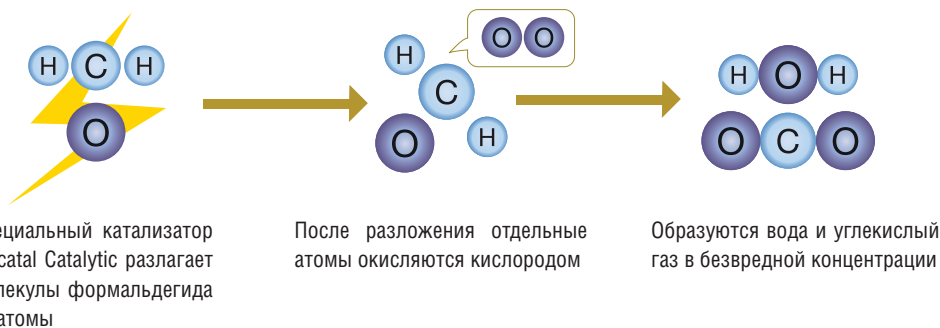 H C H
O
H
O O
C
O
H
H O H
O C O
ециальный катализатор
catal Catalytic разлагает
лекулы формальдегида
атомы
После разложения отдельные
атомы окисляются кислородом
Образуются вода и углекислый
газ в безвредной концентрации